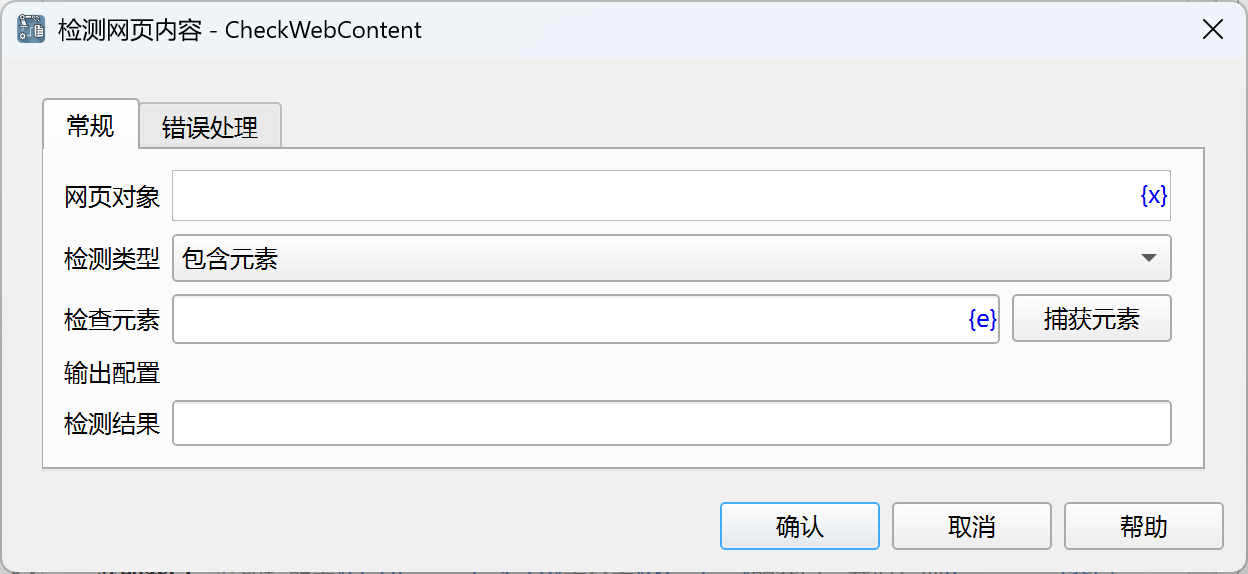 检测网页内容 - CheckWebContent
常规 错误处理
网页对象 {x}
检测类型 包含元素
检查元素 {e} 捕获元素
输出配置
检测结果
确认 取消 帮助